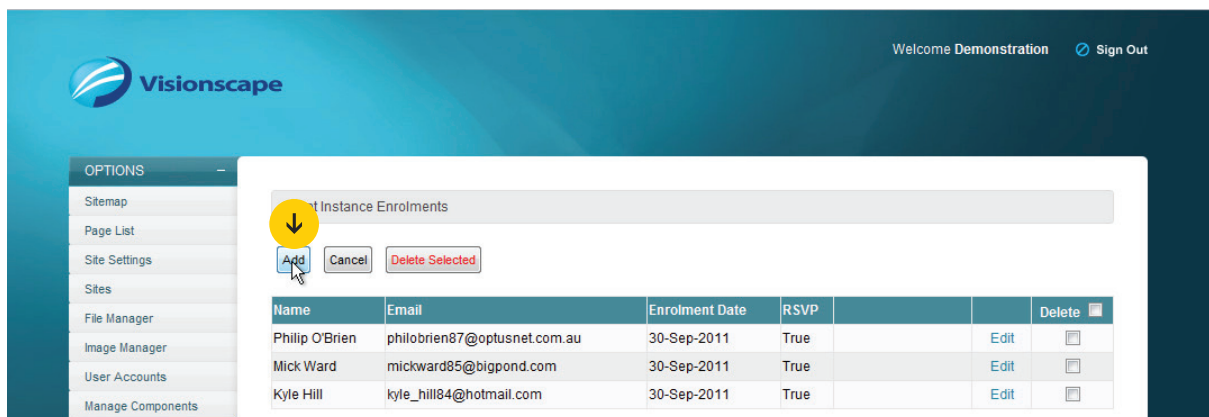 Welcome Demonstration Sign Out
Visionscape
OPTIONS –
Sitemap
Page List
Site Settings
Sites
File Manager
Image Manager
User Accounts
Manage Components
Instance Enrolments
Add Cancel Delete Selected
Name Email Enrolment Date RSVP Delete
Philip O'Brien philobrien87@optusnet.com.au 30-Sep-2011 True Edit
Mick Ward mickward85@bigpond.com 30-Sep-2011 True Edit
Kyle Hill kyle_hill84@hotmail.com 30-Sep-2011 True Edit